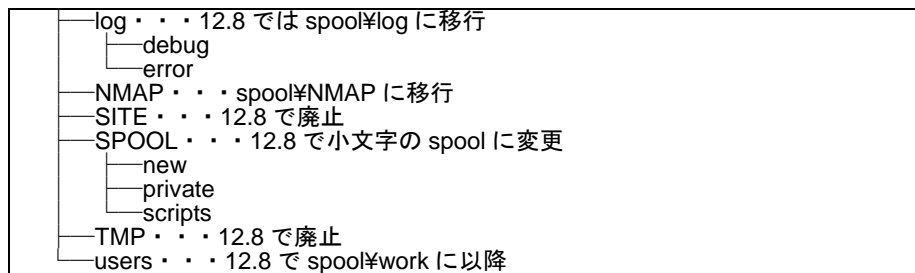 ├──log・・・12.8 では spool¥log に移行
│　├──debug
│　└──error
├──NMAP・・・spool¥NMAP に移行
├──SITE・・・12.8 で廃止
├──SPOOL・・・12.8 で小文字の spool に変更
│　├──new
│　├──private
│　└──scripts
├──TMP・・・12.8 で廃止
└──users・・・12.8 で spool¥work に以降